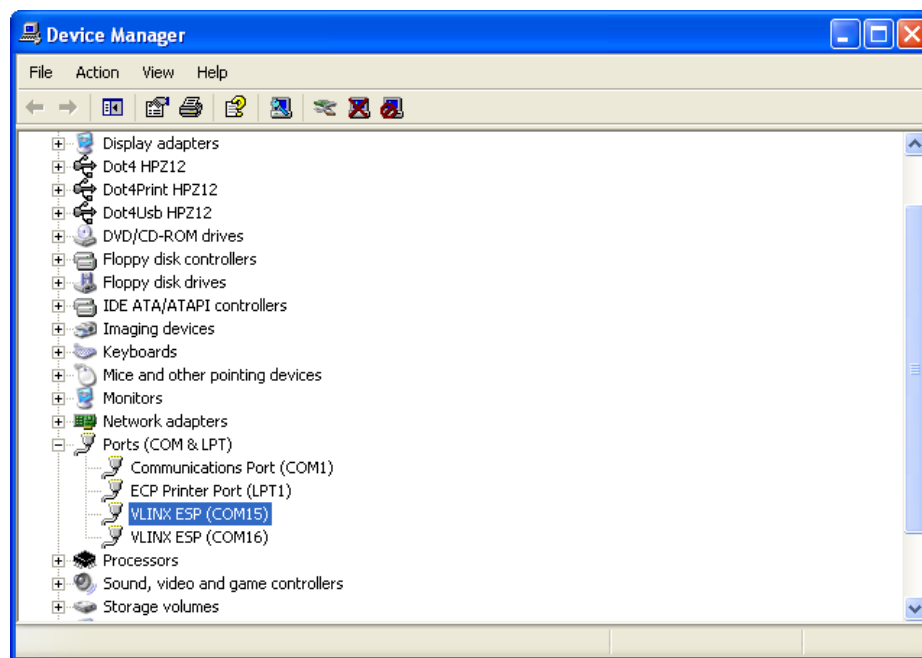 Device Manager
File Action View Help
Display adapters
Dot4 HPZ12
Dot4Print HPZ12
Dot4Usb HPZ12
DVD/CD-ROM drives
Floppy disk controllers
Floppy disk drives
IDE ATA/ATAPI controllers
Imaging devices
Keyboards
Mice and other pointing devices
Monitors
Network adapters
Ports (COM & LPT)
Communications Port (COM1)
ECP Printer Port (LPT1)
VLINX ESP (COM15)
VLINX ESP (COM16)
Processors
Sound, video and game controllers
Storage volumes